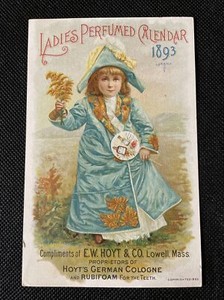 LADIES PERFUMED CALENDAR
1893
Compliments of E.W. HOYT & CO. Lowell, Mass.
PROPRIETORS OF
HOYT'S GERMAN COLOGNE
AND RUBIFOAM FOR THE TEETH.